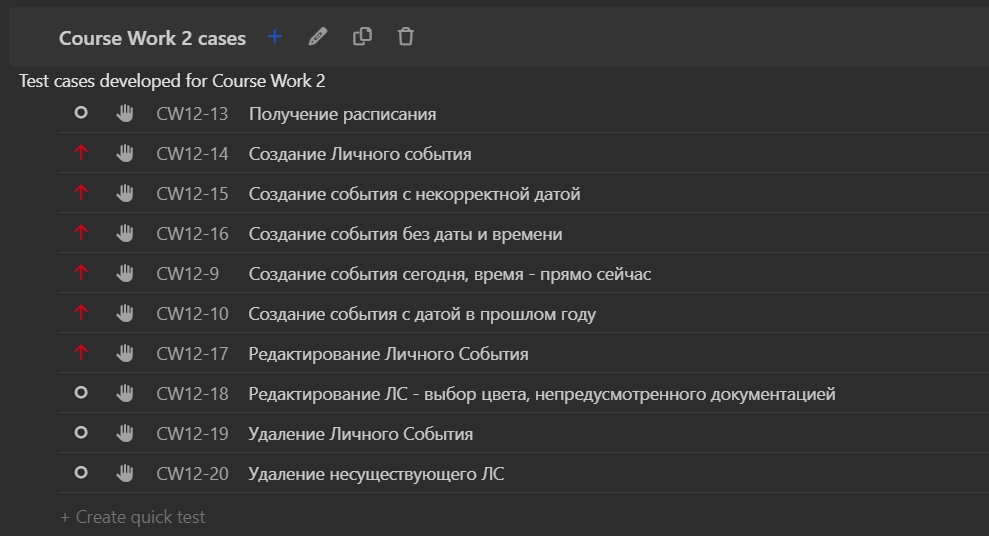 Course Work 2 cases
Test cases developed for Course Work 2
CW12-13 Получение расписания
CW12-14 Создание Личного события
CW12-15 Создание события с некорректной датой
CW12-16 Создание события без даты и времени
CW12-9 Создание события сегодня, время - прямо сейчас
CW12-10 Создание события с датой в прошлом году
CW12-17 Редактирование Личного События
CW12-18 Редактирование ЛС - выбор цвета, непредусмотренного документацией
CW12-19 Удаление Личного События
CW12-20 Удаление несуществующего ЛС
+ Create quick test